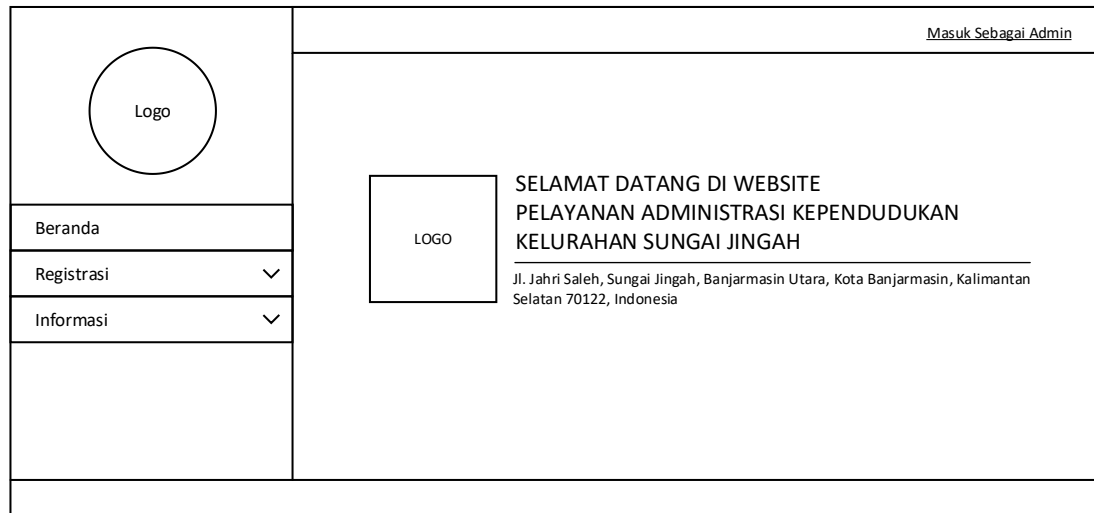 Masuk Sebagai Admin
Logo
Beranda
Registrasi
Informasi
LOGO
SELAMAT DATANG DI WEBSITE
PELAYANAN ADMINISTRASI KEPENDUDUKAN
KELURAHAN SUNGAI JINGAH
Jl. Jahri Saleh, Sungai Jingah, Banjarmasin Utara, Kota Banjarmasin, Kalimantan
Selatan 70122, Indonesia